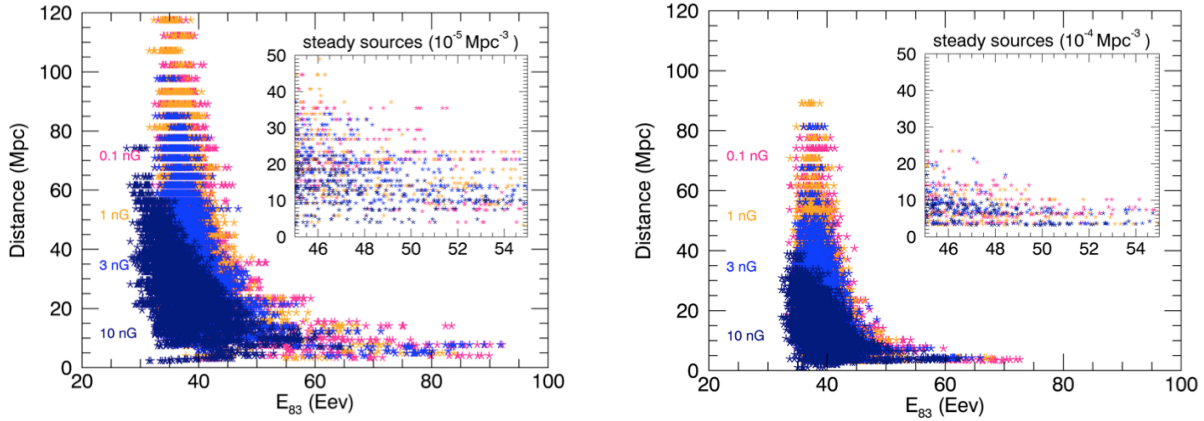 120
100
80
60
40
20
0
Distance (Mpc)
0.1 nG
1 nG
3 nG
10 nG
steady sources (10-5 Mpc-3 )
50
40
30
20
10
0
46 48 50 52 54
20 40 60 80 100
E83 (Eev)
120
100
80
60
40
20
0
Distance (Mpc)
0.1 nG
1 nG
3 nG
10 nG
steady sources (10-4 Mpc-3 )
50
40
30
20
10
0
46 48 50 52 54
20 40 60 80 100
E83 (Eev)